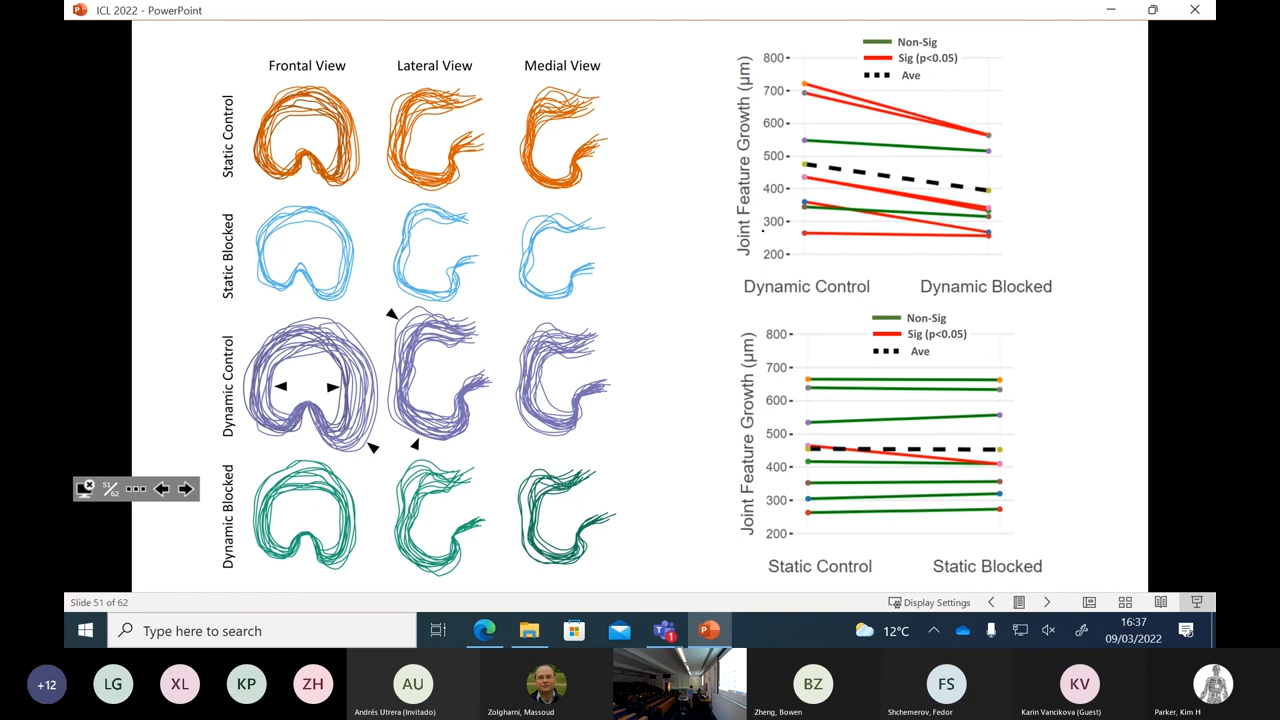 ICL 2022 - PowerPoint
Frontal View
Lateral View
Medial View
Static Control
Static Blocked
Dynamic Control
Dynamic Blocked
Non-Sig
Sig (p<0.05)
Ave
Joint Feature Growth (µm)
800
700
600
500
400
300
200
Dynamic Control
Dynamic Blocked
Non-Sig
Sig (p<0.05)
Ave
Joint Feature Growth (µm)
800
700
600
500
400
300
200
Static Control
Static Blocked
51/62
Slide 51 of 62
Display Settings
Type here to search
1
12°C
16:37
09/03/2022
+12
LG
XL
KP
ZH
AU
Andrés Utrera (Invitado)
Zolgharni, Massoud
BZ
Zheng, Bowen
FS
Shchemerov, Fedor
KV
Karin Vancikova (Guest)
Parker, Kim H